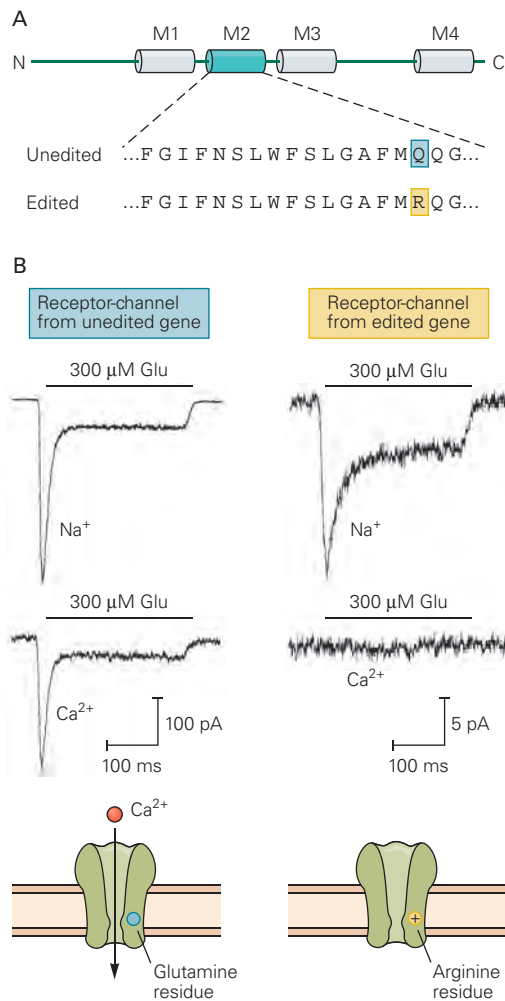 A
M1 M2 M3 M4
N C
Unedited ...F G I F N S L W F S L G A F M Q Q G...
Edited ...F G I F N S L W F S L G A F M R Q G...
B
Receptor-channel
from unedited gene
Receptor-channel
from edited gene
300 μM Glu
300 μM Glu
Na⁺
Na⁺
300 μM Glu
300 μM Glu
Ca²⁺
Ca²⁺
100 pA
5 pA
100 ms
100 ms
Ca²⁺
+
Glutamine
residue
Arginine
residue